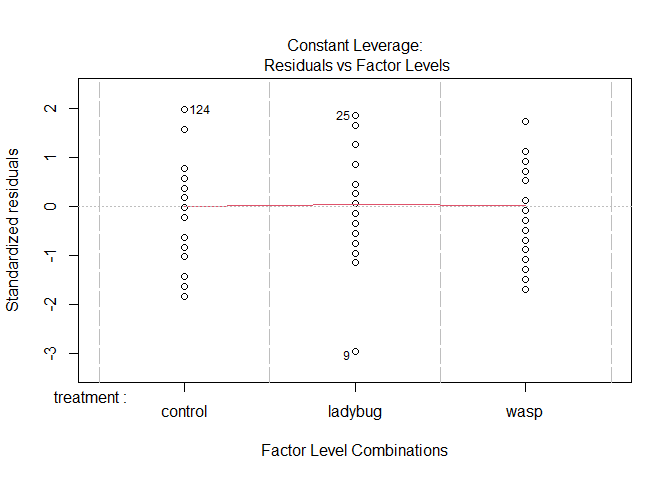 Constant Leverage:
Residuals vs Factor Levels
Standardized residuals
2
1
0
-1
-2
-3
124
25
9
treatment :
control ladybug wasp
Factor Level Combinations